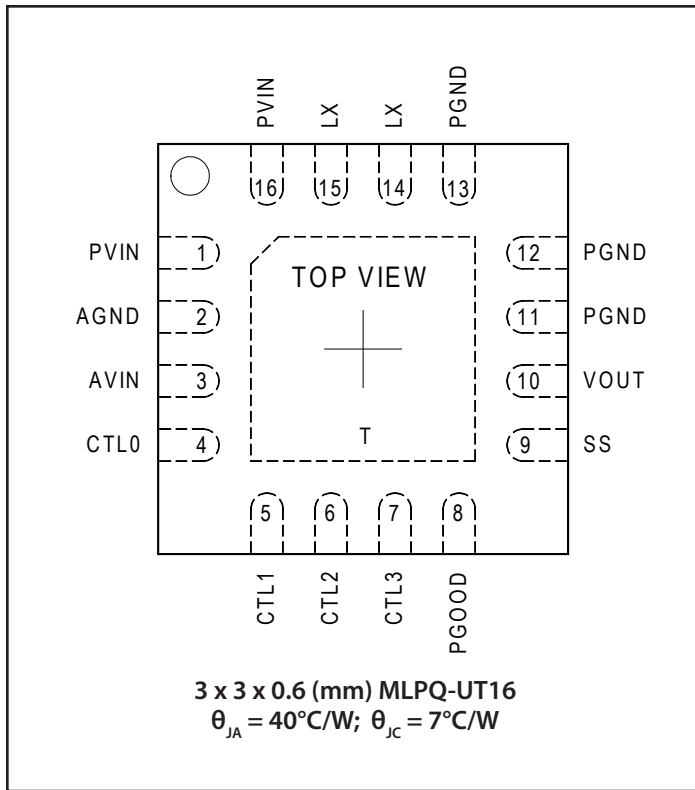 PVIN
LX
LX
PGND
16
15
14
13
PVIN 1
AGND 2
AVIN 3
CTL0 4
TOP VIEW
T
12 PGND
11 PGND
10 VOUT
9 SS
5
6
7
8
CTL1
CTL2
CTL3
PGOOD
3 x 3 x 0.6 (mm) MLPQ-UT16
θJA = 40°C/W; θJC = 7°C/W